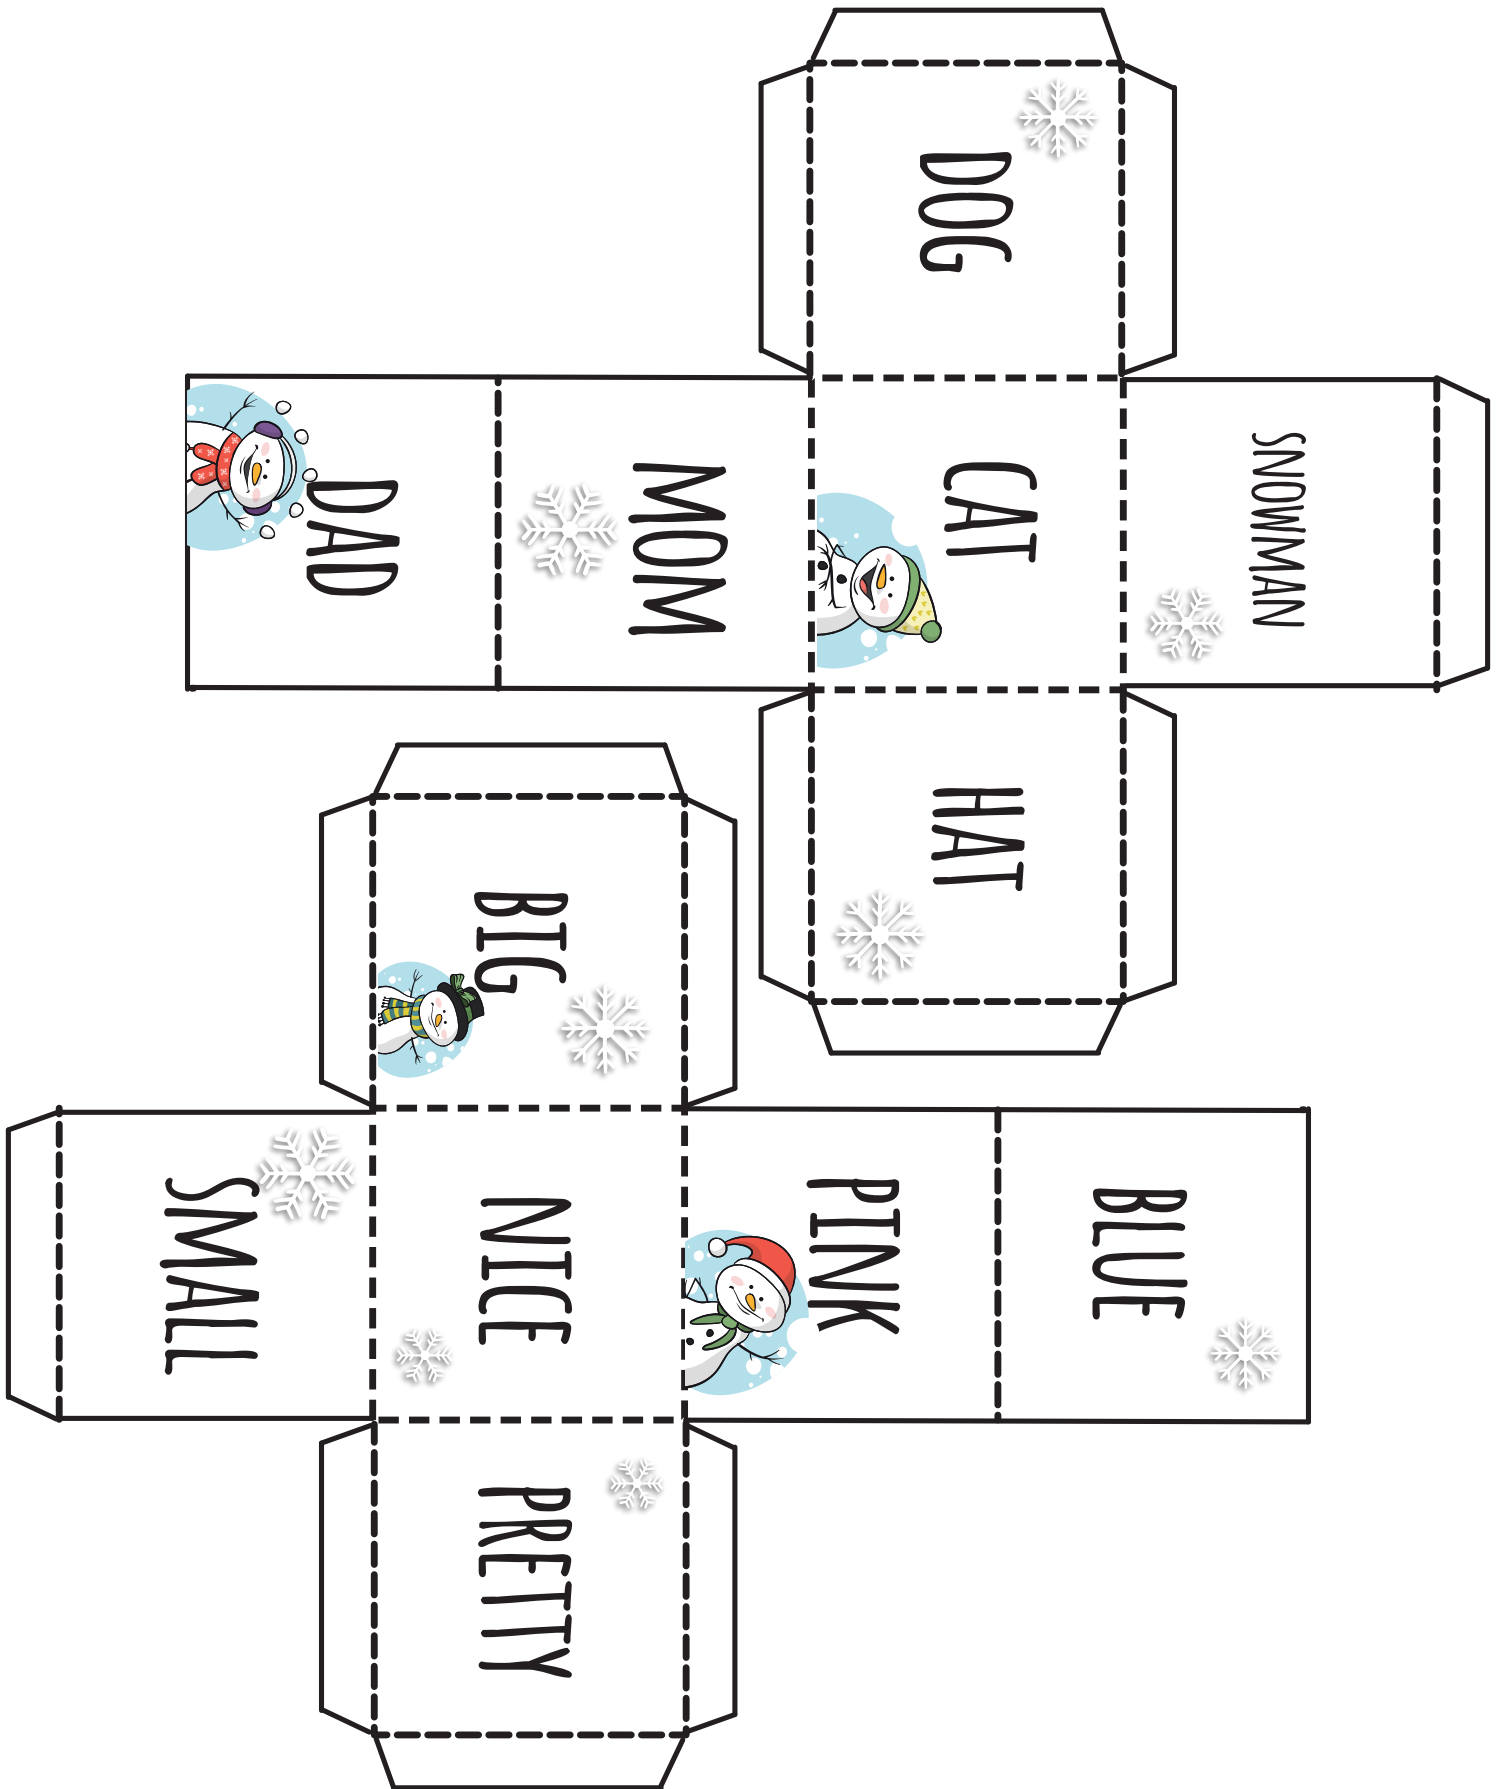 DOG
DAD
MOM
CAT
SNOWMAN
HAT
BIG
SMALL
NICE
PINK
BLUE
PRETTY